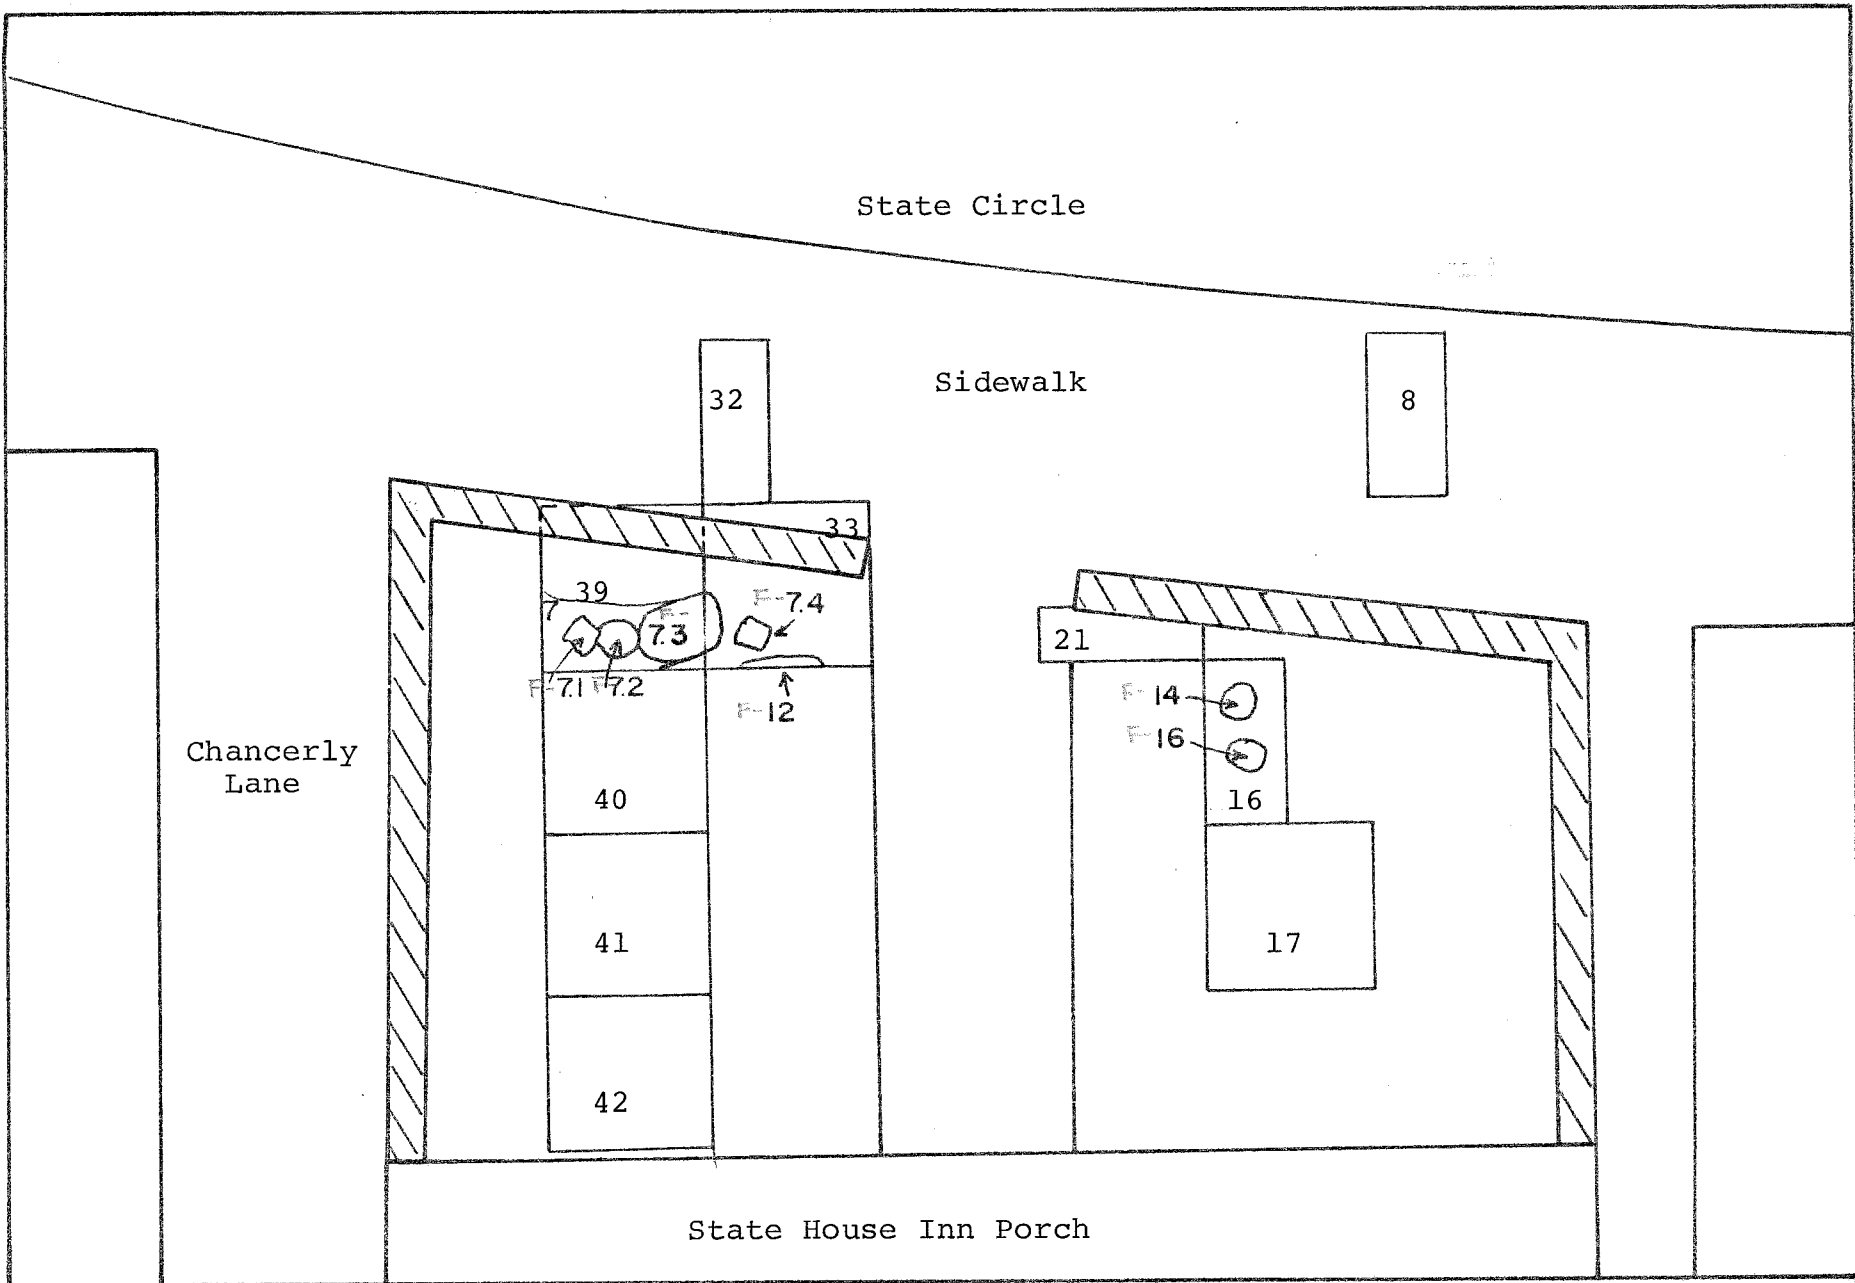 State Circle
Sidewalk
32
8
33
39
7
F-7.4
F-
7.3
21
F-7.1
F-7.2
F-12
F-14
F-16
Chancerly
Lane
40
16
41
17
42
State House Inn Porch